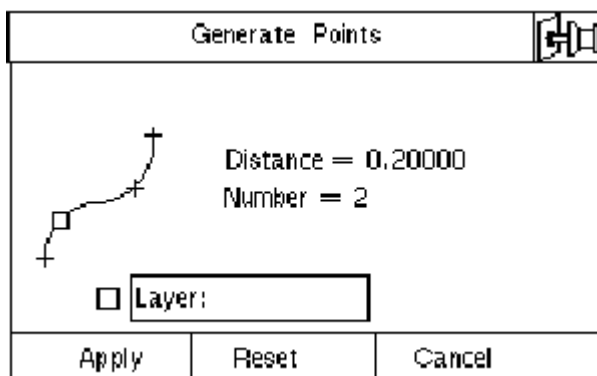 Generate Points
Distance = 0.20000
Number = 2
Layer:
Apply Reset Cancel